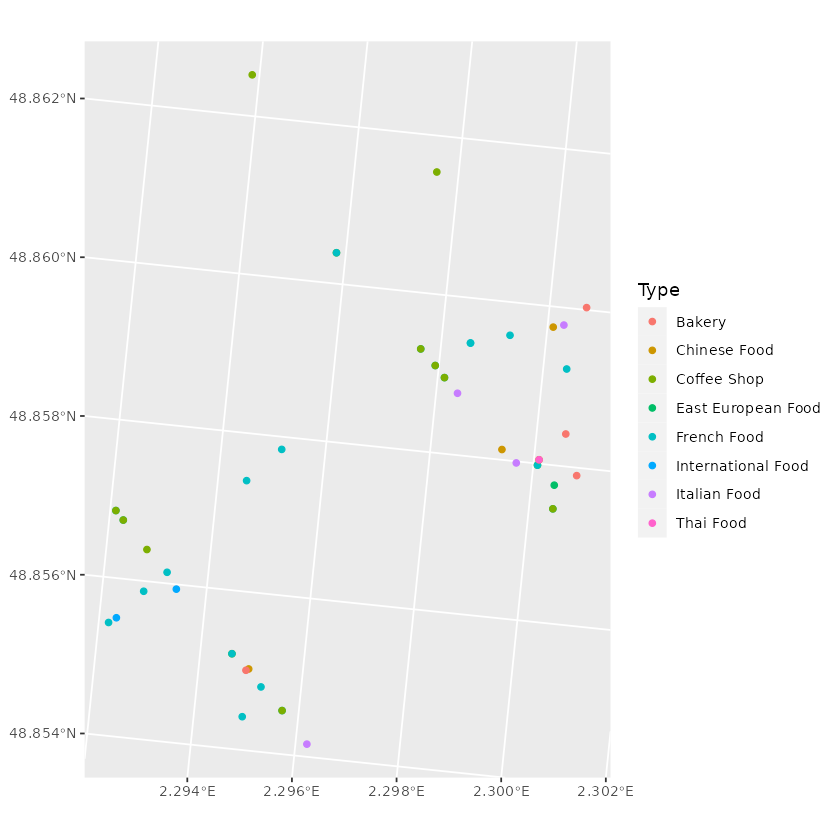 48.862°N
48.860°N
48.858°N
48.856°N
48.854°N
2.294°E
2.296°E
2.298°E
2.300°E
2.302°E
Type
Bakery
Chinese Food
Coffee Shop
East European Food
French Food
International Food
Italian Food
Thai Food